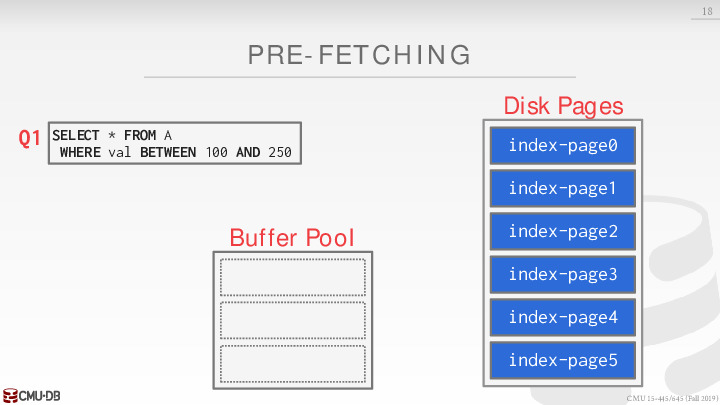 18
PRE-FETCHING
Q1
SELECT * FROM A
WHERE val BETWEEN 100 AND 250
Buffer Pool
Disk Pages
index-page0
index-page1
index-page2
index-page3
index-page4
index-page5
CMU·DB
CMU 15-445/645 (Fall 2019)